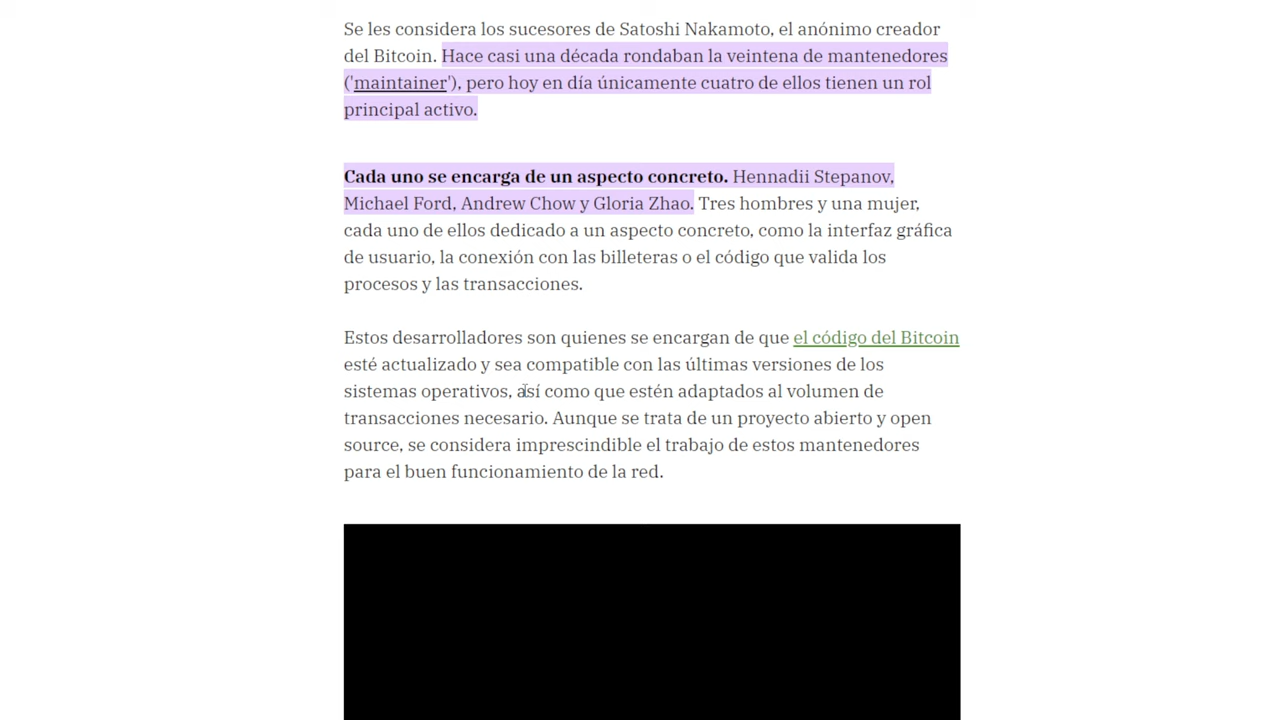 Se les considera los sucesores de Satoshi Nakamoto, el anónimo creador
del Bitcoin. Hace casi una década rondaban la veintena de mantenedores
('maintainer'), pero hoy en día únicamente cuatro de ellos tienen un rol
principal activo.
Cada uno se encarga de un aspecto concreto. Hennadii Stepanov,
Michael Ford, Andrew Chow y Gloria Zhao. Tres hombres y una mujer,
cada uno de ellos dedicado a un aspecto concreto, como la interfaz gráfica
de usuario, la conexión con las billeteras o el código que valida los
procesos y las transacciones.
Estos desarrolladores son quienes se encargan de que el código del Bitcoin
esté actualizado y sea compatible con las últimas versiones de los
sistemas operativos, así como que estén adaptados al volumen de
transacciones necesario. Aunque se trata de un proyecto abierto y open
source, se considera imprescindible el trabajo de estos mantenedores
para el buen funcionamiento de la red.